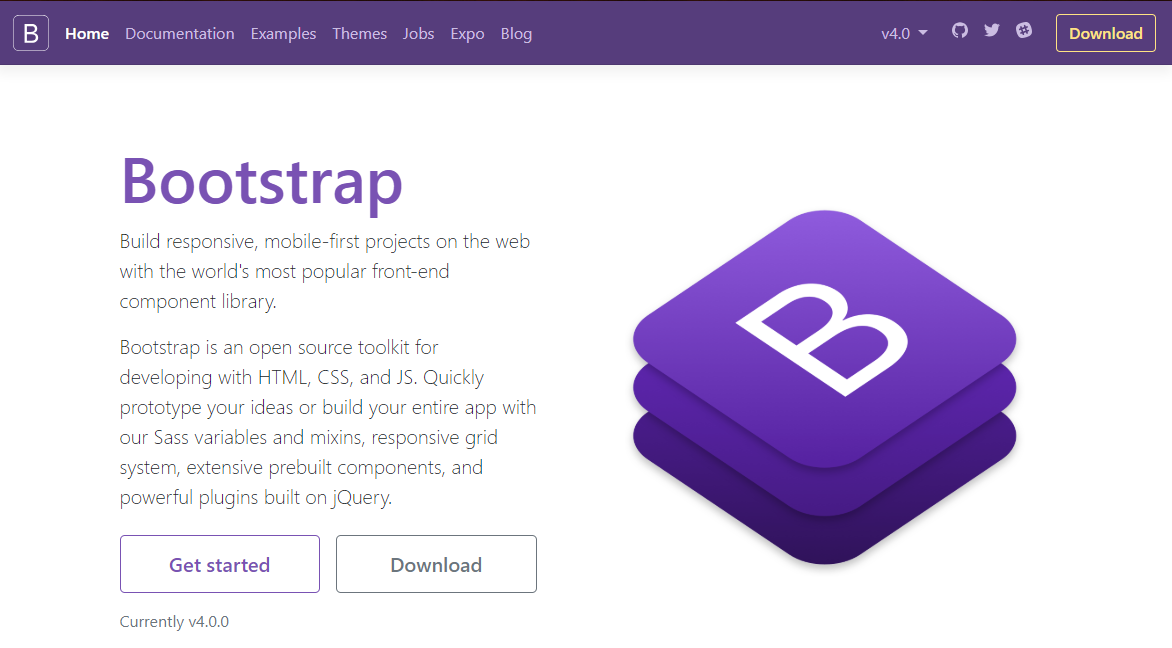 B Home Documentation Examples Themes Jobs Expo Blog v4.0 Download
Bootstrap
Build responsive, mobile-first projects on the web
with the world's most popular front-end
component library.
Bootstrap is an open source toolkit for
developing with HTML, CSS, and JS. Quickly
prototype your ideas or build your entire app with
our Sass variables and mixins, responsive grid
system, extensive prebuilt components, and
powerful plugins built on jQuery.
B
Get started Download
Currently v4.0.0